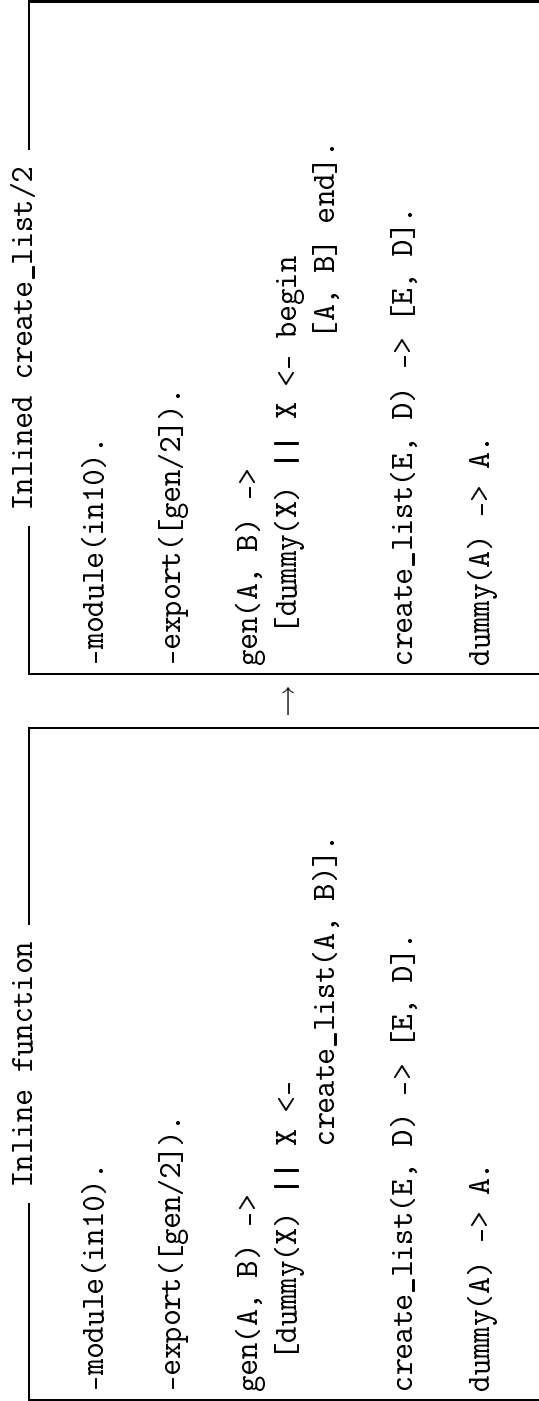 Inline function
-module(in10).
-export([gen/2]).
gen(A, B) ->
[dummy(X) || X <-
create_list(A, B)].
create_list(E, D) -> [E, D].
dummy(A) -> A.
→
Inlined create_list/2
-module(in10).
-export([gen/2]).
gen(A, B) ->
[dummy(X) || X <- begin
[A, B] end].
create_list(E, D) -> [E, D].
dummy(A) -> A.